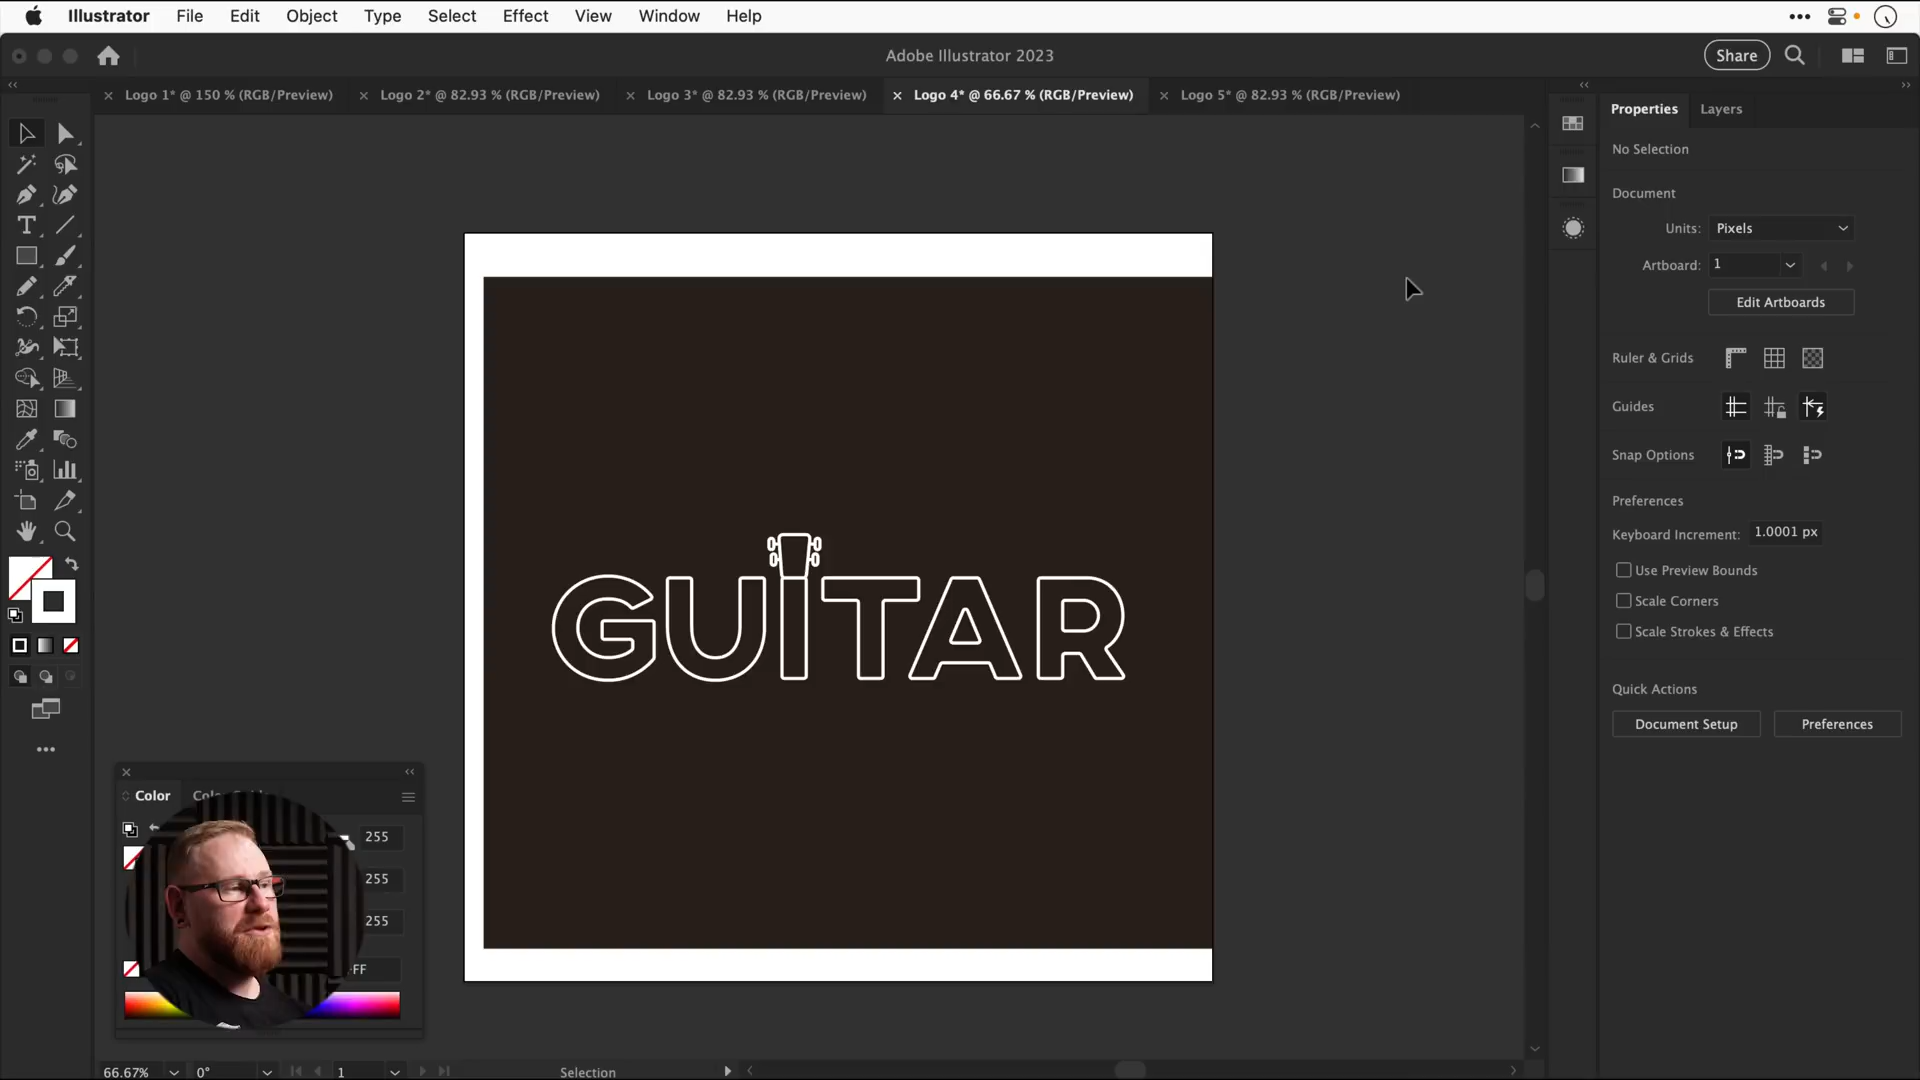 Illustrator File Edit Object Type Select Effect View Window Help
Adobe Illustrator 2023
Share
Logo 1* @ 150 % (RGB/Preview)
Logo 2* @ 82.93 % (RGB/Preview)
Logo 3* @ 82.93 % (RGB/Preview)
Logo 4* @ 66.67 % (RGB/Preview)
Logo 5* @ 82.93 % (RGB/Preview)
Properties Layers
No Selection
Document
Units: Pixels
Artboard: 1
Edit Artboards
Ruler & Grids
Guides
Snap Options
Preferences
Keyboard Increment: 1.0001 px
Use Preview Bounds
Scale Corners
Scale Strokes & Effects
Quick Actions
Document Setup Preferences
GUITAR
Color
255
255
255
FF
66.67% 0° 1 Selection